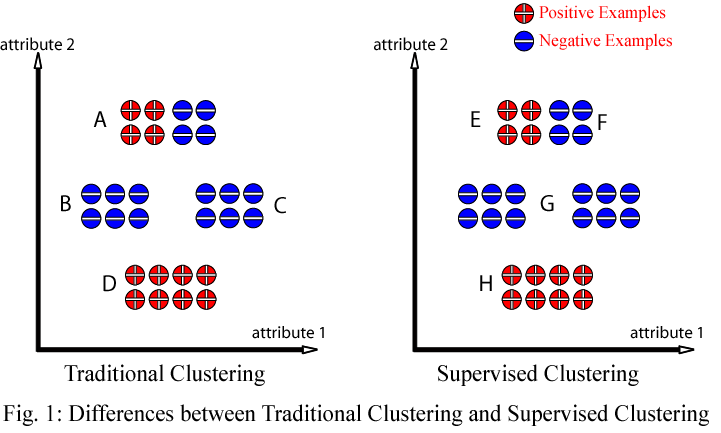 Positive Examples
Negative Examples
attribute 2
A
B
C
D
attribute 1
Traditional Clustering
attribute 2
E
F
G
H
attribute 1
Supervised Clustering
Fig. 1: Differences between Traditional Clustering and Supervised Clustering